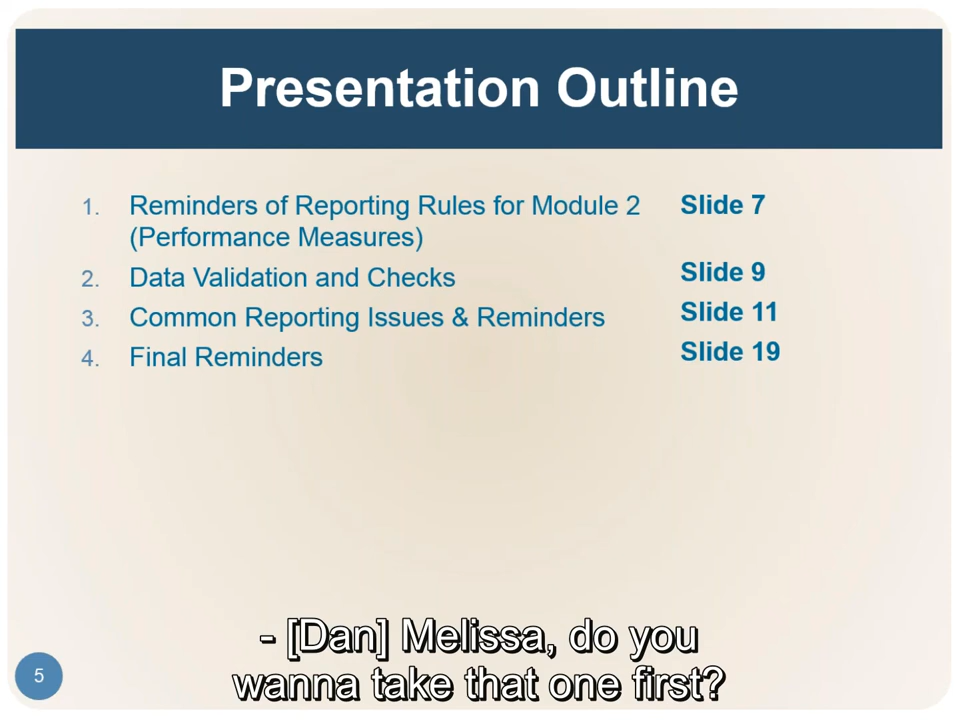 Presentation Outline
1. Reminders of Reporting Rules for Module 2 Slide 7
(Performance Measures)
2. Data Validation and Checks Slide 9
3. Common Reporting Issues & Reminders Slide 11
4. Final Reminders Slide 19
- [Dan] Melissa, do you
wanna take that one first?
5